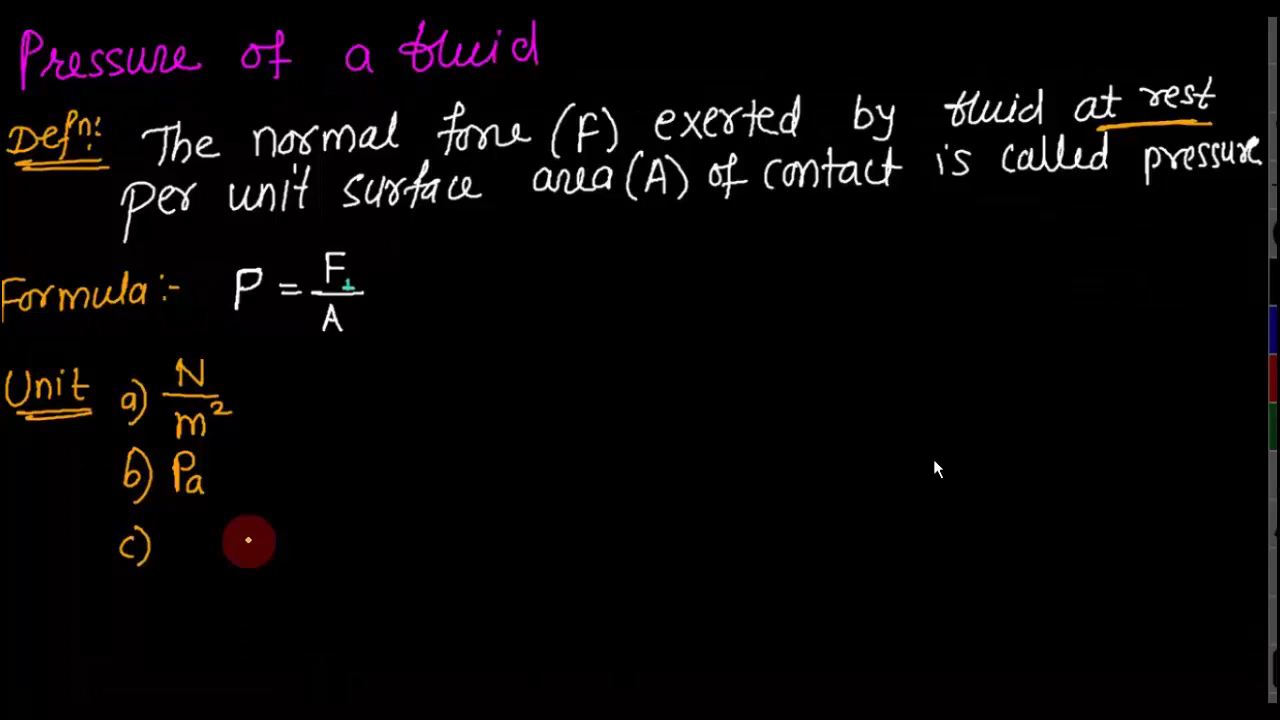 Pressure of a fluid
Defn: The normal force (F) exerted by fluid at rest
per unit surface area (A) of contact is called pressure
Formula:- P = F⊥/A
Unit a) N/m²
b) Pa
c)